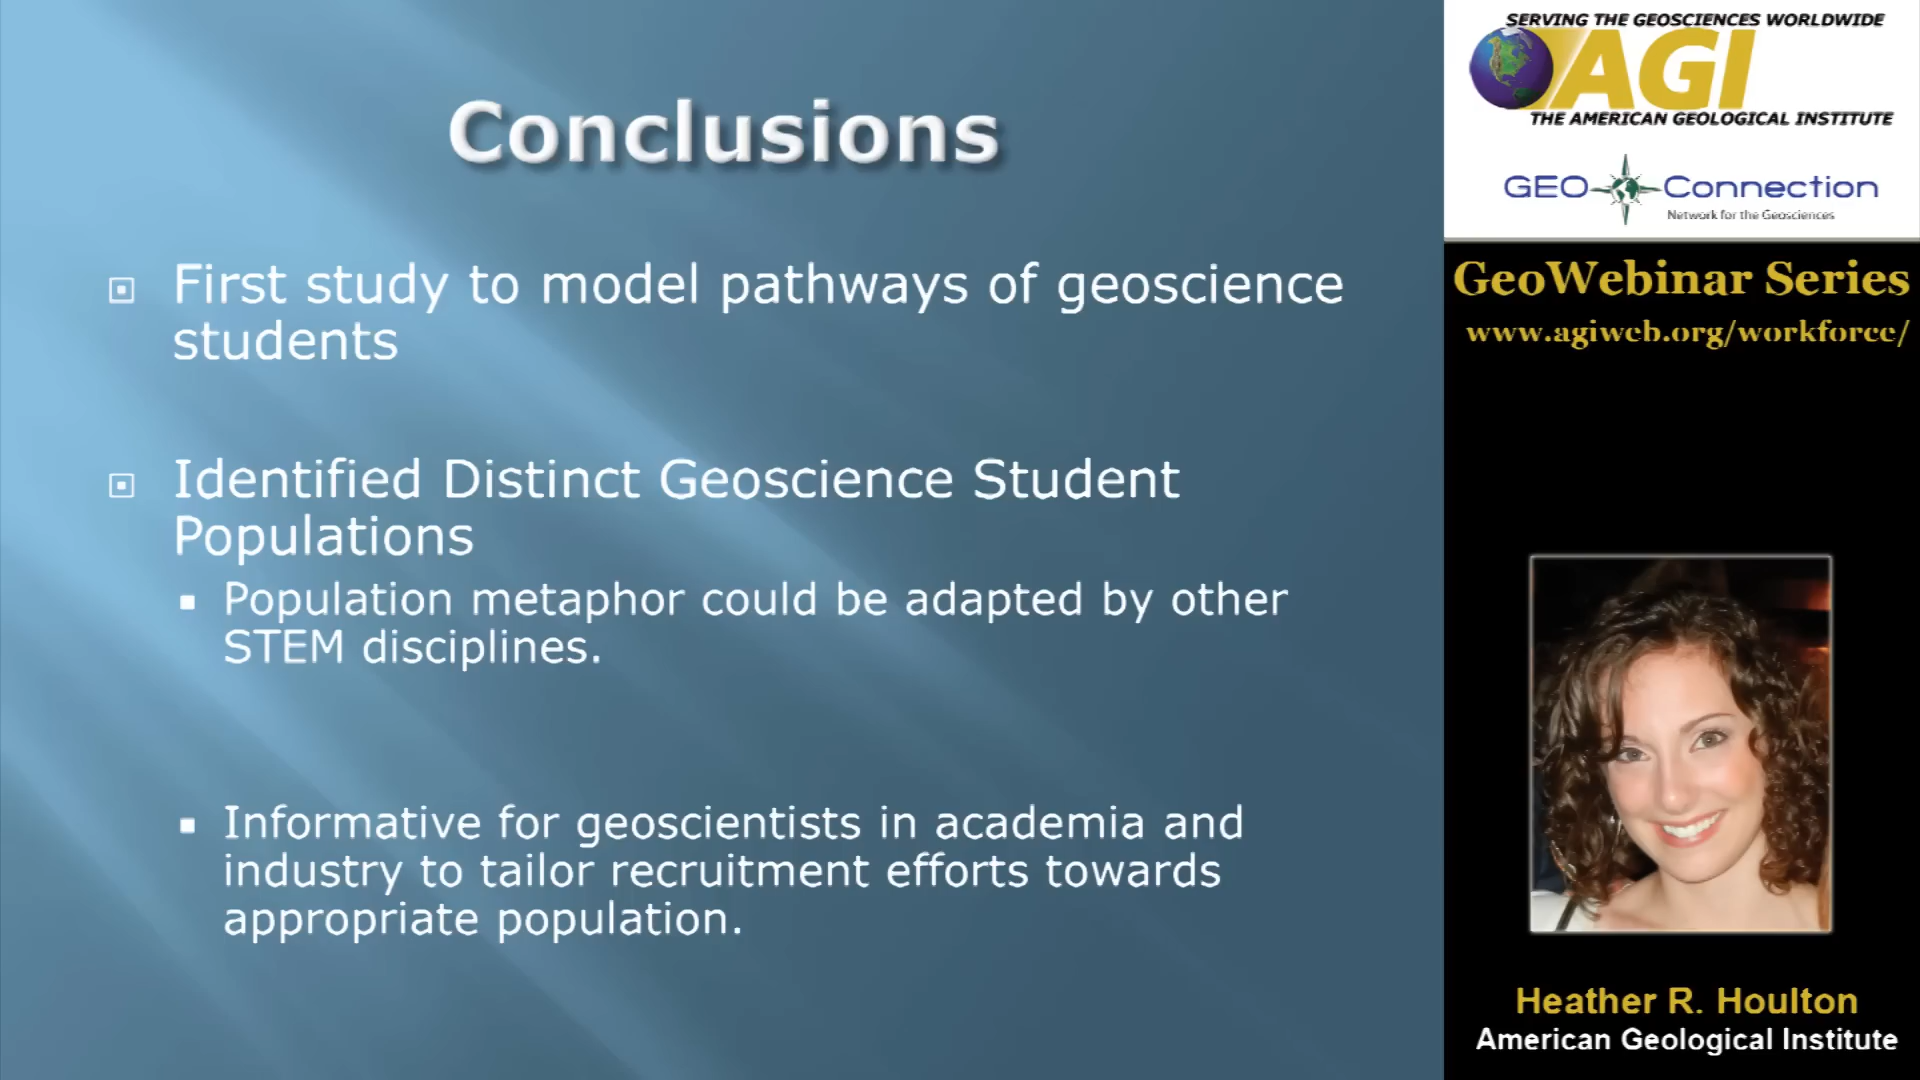 Conclusions
First study to model pathways of geoscience
students
Identified Distinct Geoscience Student
Populations
Population metaphor could be adapted by other
STEM disciplines.
Informative for geoscientists in academia and
industry to tailor recruitment efforts towards
appropriate population.
SERVING THE GEOSCIENCES WORLDWIDE
AGI
THE AMERICAN GEOLOGICAL INSTITUTE
GEO Connection
Network for the Geosciences
GeoWebinar Series
www.agiweb.org/workforce/
Heather R. Houlton
American Geological Institute